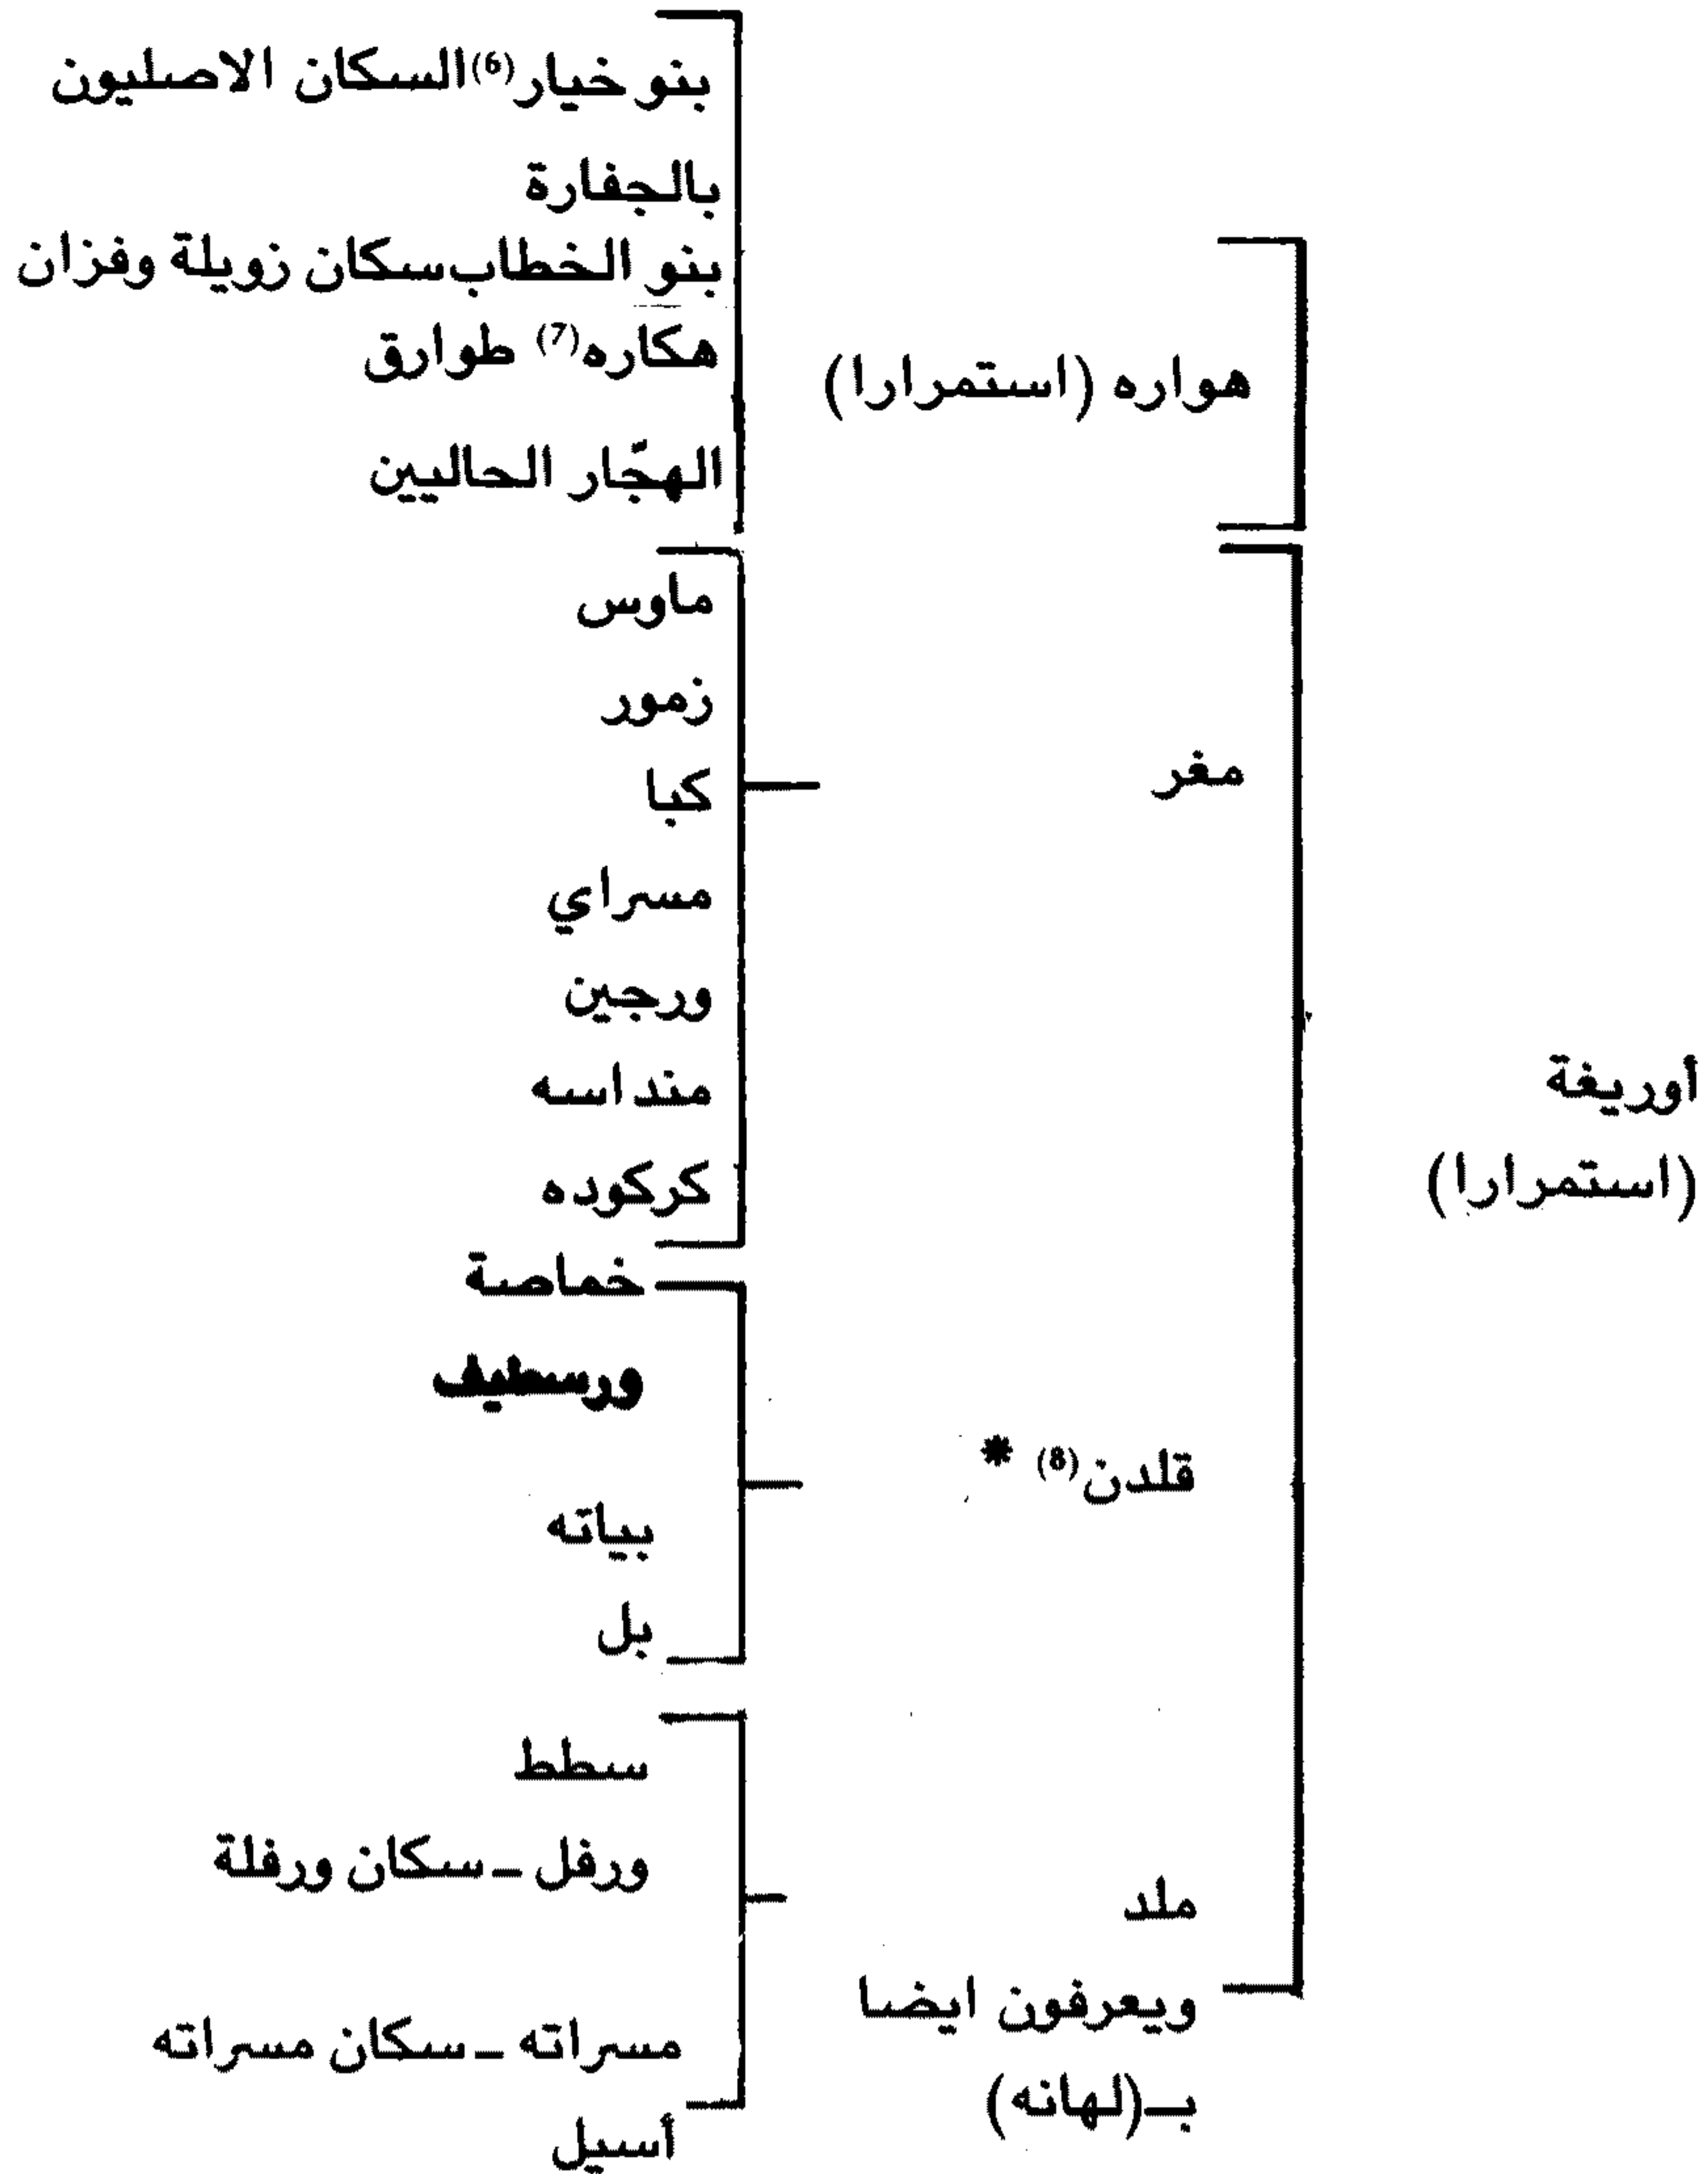 أوريغة
(استمرارا)
هواره (استمرارا)
بنو خيار(6) السكان الاصليون
بالجفارة
بنو الخطاب سكان زويلة وفزان
هكاره(7) طوارق
الهجّار الحاليين
مغر
ماوس
زمور
كبا
مسراي
ورجين
منداسه
كركوده
قلدن(8) *
خماصة
ورسطيف
بياته
بل
ملد
ويعرفون ايضا
بـ(لهانه)
سطط
ورفل ـ سكان ورفلة
مسراته ـ سكان مسراته
أسيل